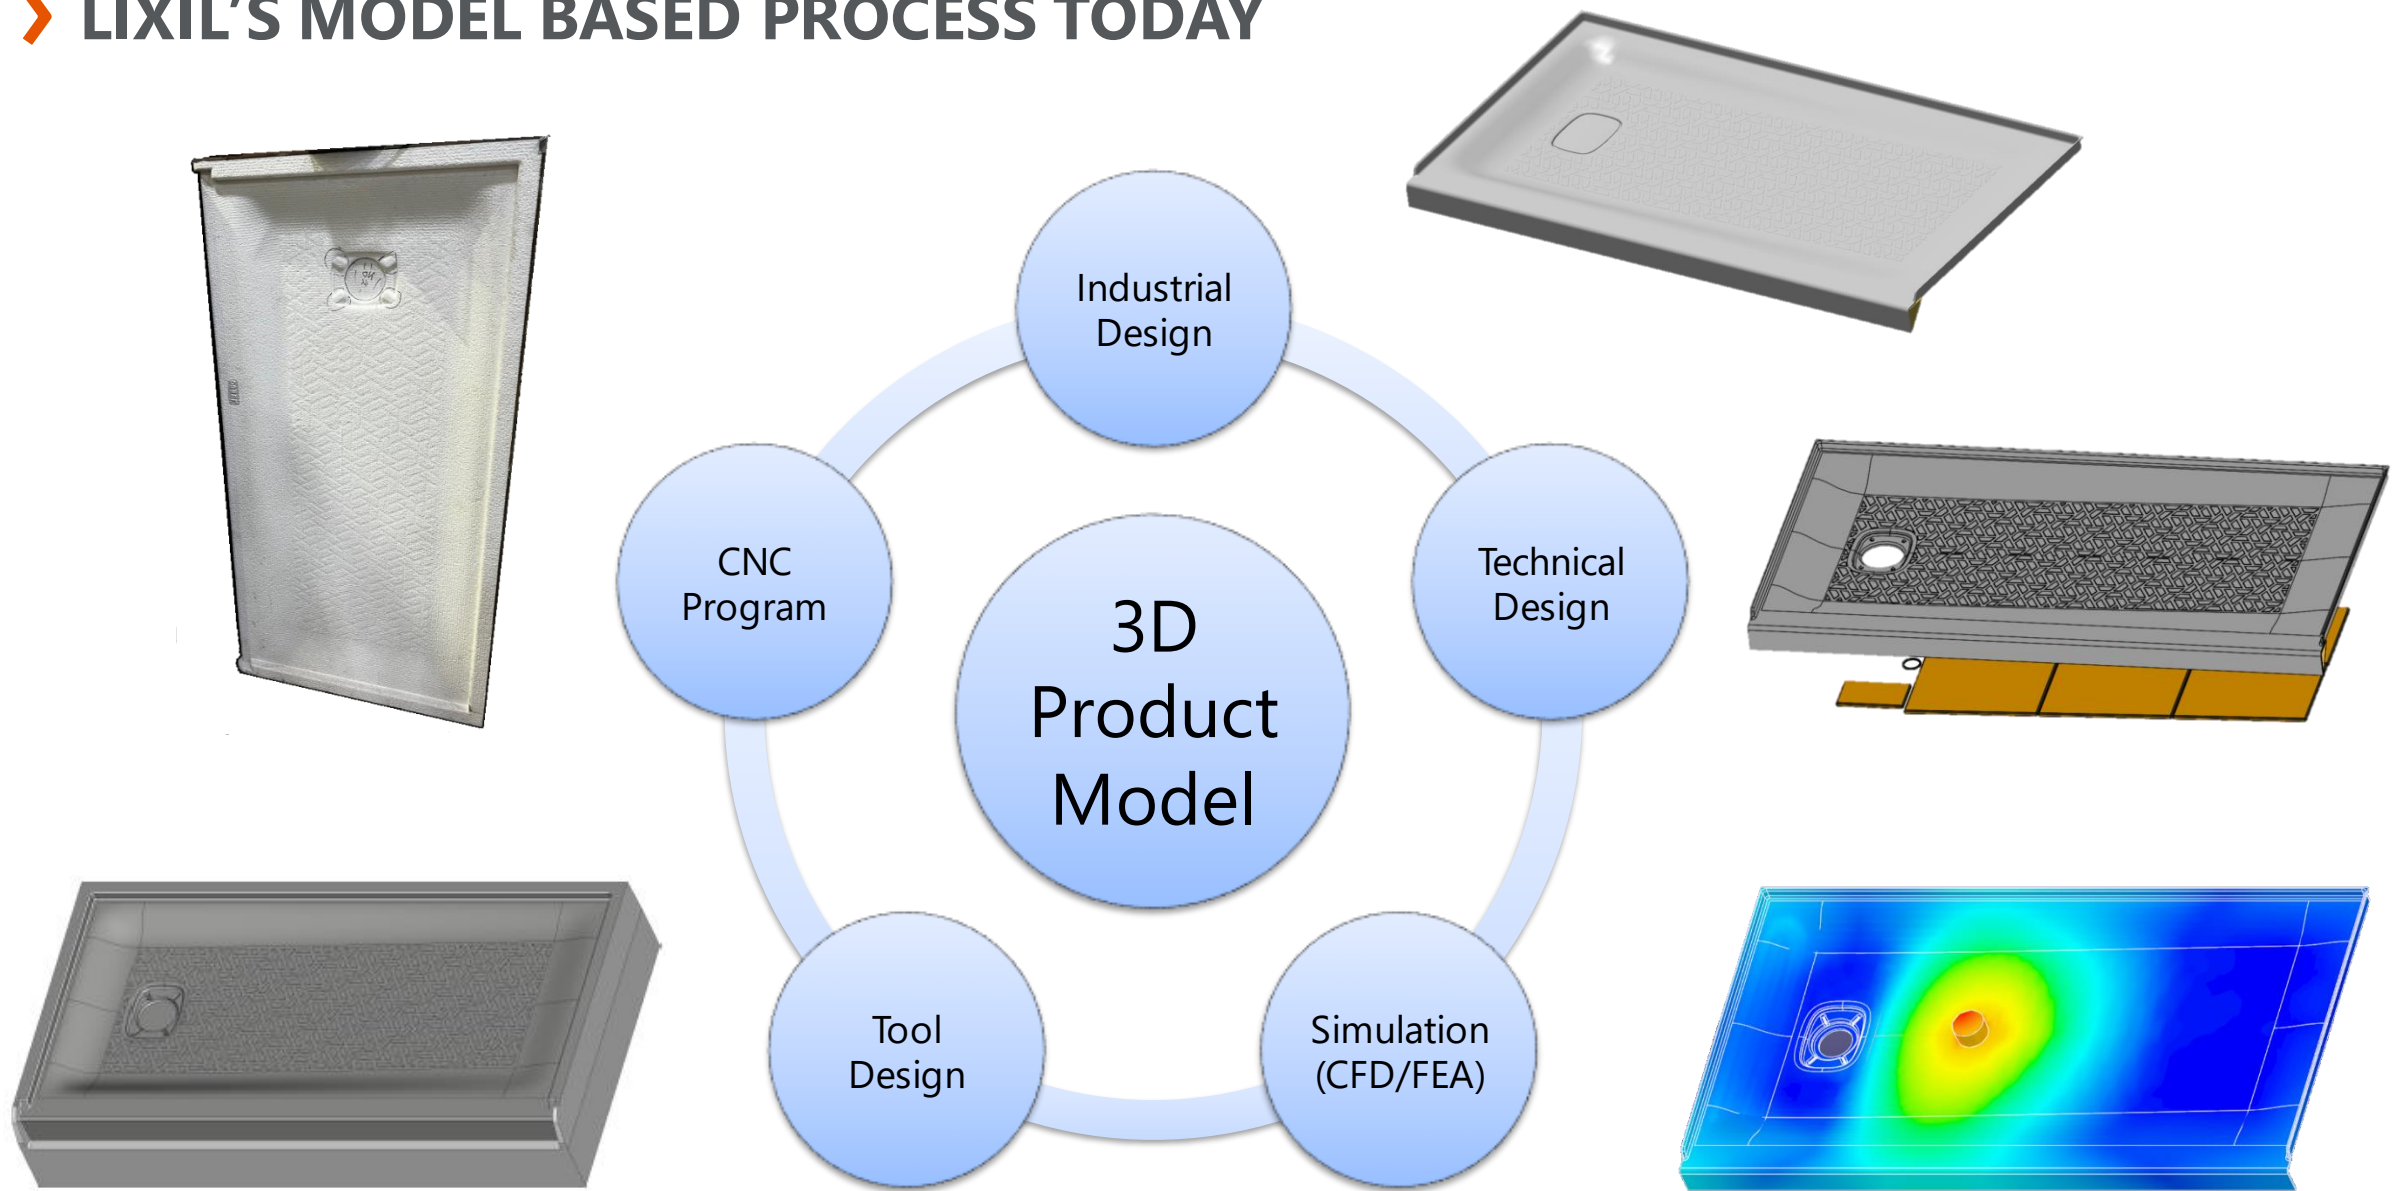 LIXIL’S MODEL BASED PROCESS TODAY
Industrial
Design
CNC
Program
Technical
Design
3D
Product
Model
Tool
Design
Simulation
(CFD/FEA)